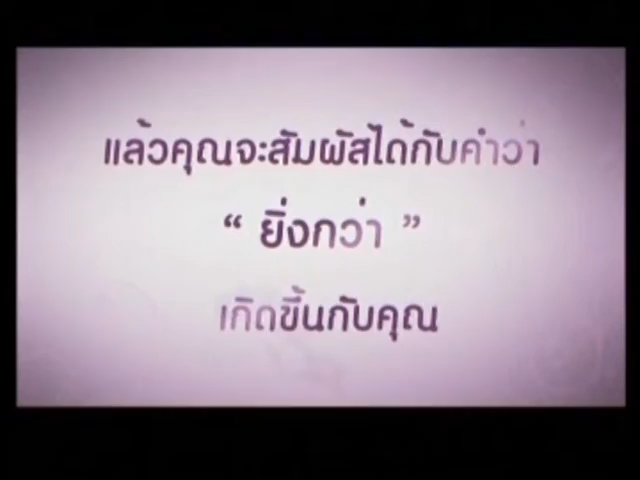 แล้วคุณจะสัมผัสได้กับคำว่า
“ ยิ่งกว่า ”
เกิดขึ้นกับคุณ